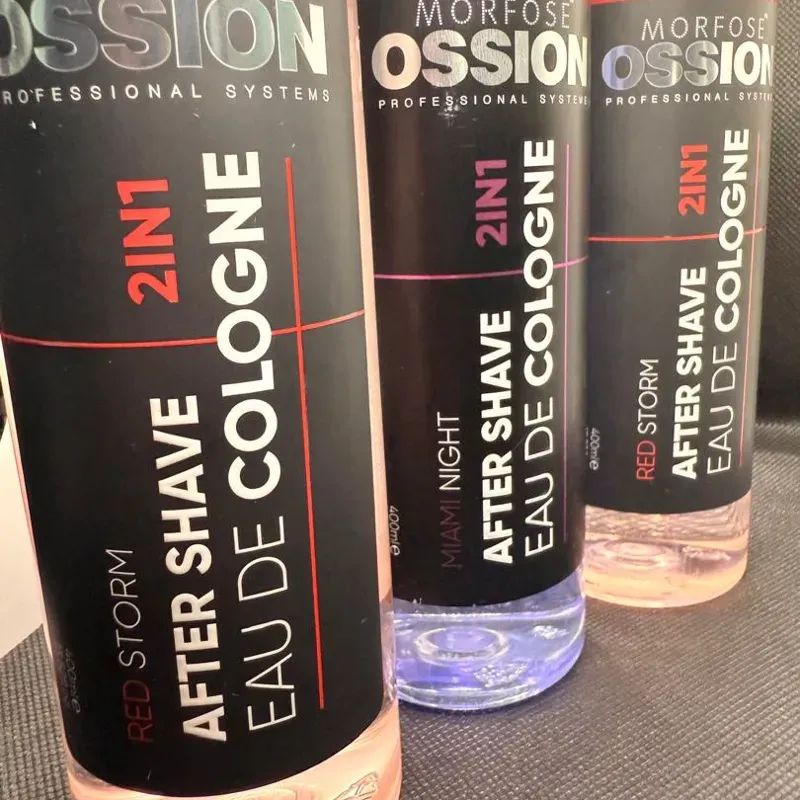 OSSION
PROFESSIONAL SYSTEMS
2IN1
RED STORM
AFTER SHAVE
EAU DE COLOGNE
MORFOSE
OSSION
PROFESSIONAL SYSTEMS
2IN1
MIAMI NIGHT
AFTER SHAVE
EAU DE COLOGNE
400ml e
MORFOSE
OSSION
PROFESSIONAL SYSTEMS
2IN1
RED STORM
AFTER SHAVE
EAU DE COLOGNE
400ml e